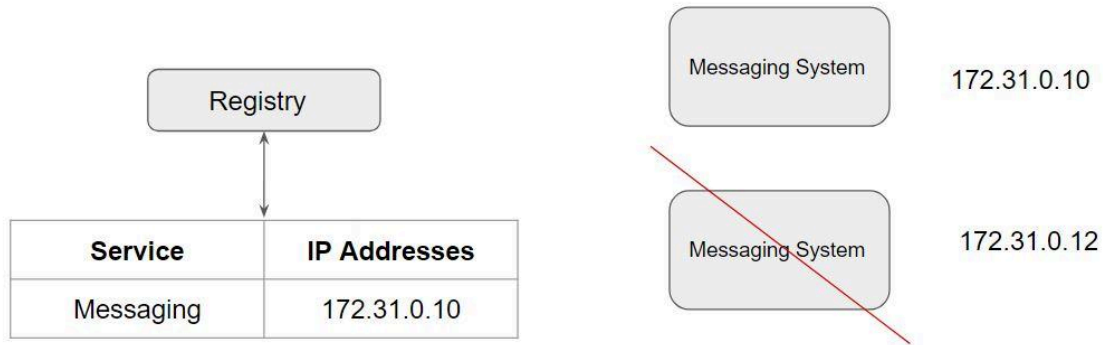 Registry
Service IP Addresses
Messaging 172.31.0.10
Messaging System 172.31.0.10
Messaging System 172.31.0.12